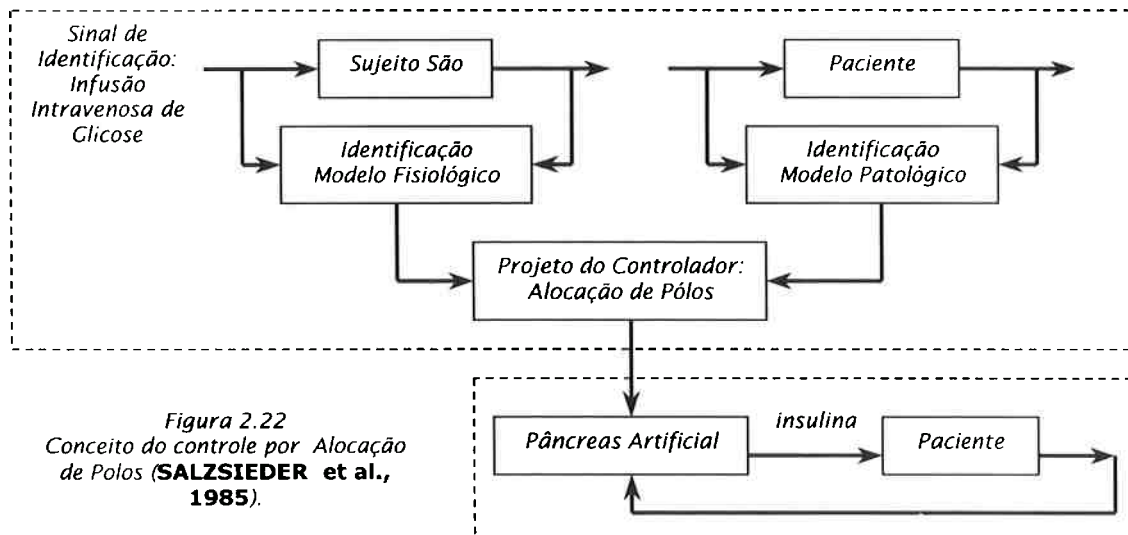 Sinal de
Identificação:
Infusão
Intravenosa de
Glicose
Sujeito São
Identificação
Modelo Fisiológico
Paciente
Identificação
Modelo Patológico
Projeto do Controlador:
Alocação de Pólos
Figura 2.22
Conceito do controle por Alocação
de Polos (SALZSIEDER et al.,
1985).
Pâncreas Artificial
insulina
Paciente